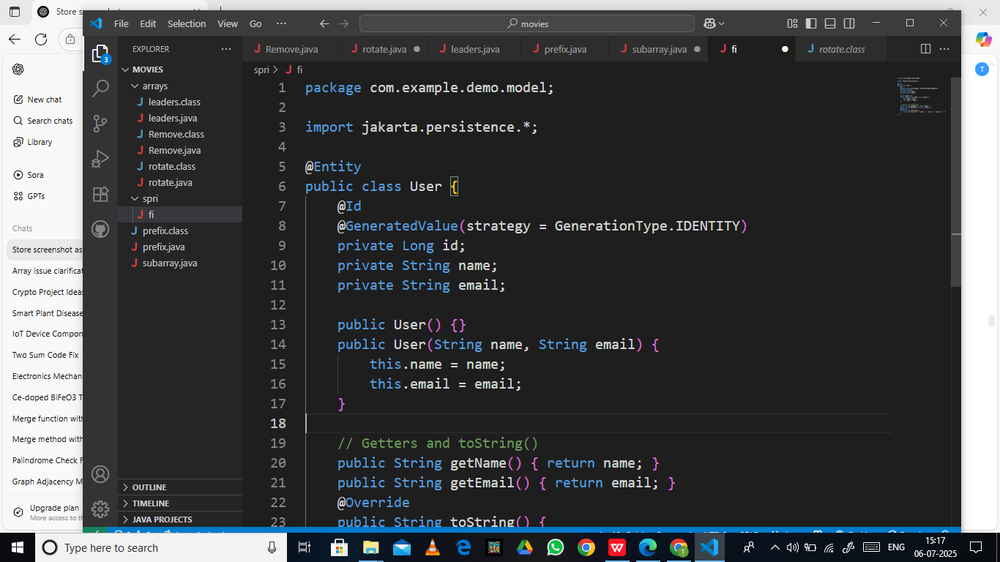 Store s
File Edit Selection View Go ··· movies
EXPLORER ···
Remove.java rotate.java leaders.java prefix.java subarray.java fi rotate.class
MOVIES
arrays
leaders.class
leaders.java
Remove.class
Remove.java
rotate.class
rotate.java
spri
fi
prefix.class
prefix.java
subarray.java
OUTLINE
TIMELINE
JAVA PROJECTS
3
New chat
Search chats
Library
Sora
GPTs
Chats
Store screenshot as
Array issue clarificat
Crypto Project Ideas
Smart Plant Disease
IoT Device Compon
Two Sum Code Fix
Electronics Mechan
Ce-doped BiFeO3 T
Merge function with
Merge method with
Palindrome Check F
Graph Adjacency M
Upgrade plan
More access to th
T
spri > fi
1 package com.example.demo.model;
2
3 import jakarta.persistence.*;
4
5 @Entity
6 public class User {
7 @Id
8 @GeneratedValue(strategy = GenerationType.IDENTITY)
9 private Long id;
10 private String name;
11 private String email;
12
13 public User() {}
14 public User(String name, String email) {
15 this.name = name;
16 this.email = email;
17 }
18
19 // Getters and toString()
20 public String getName() { return name; }
21 public String getEmail() { return email; }
22 @Override
23 public String toString() {
Type here to search
T
ENG
15:17
06-07-2025